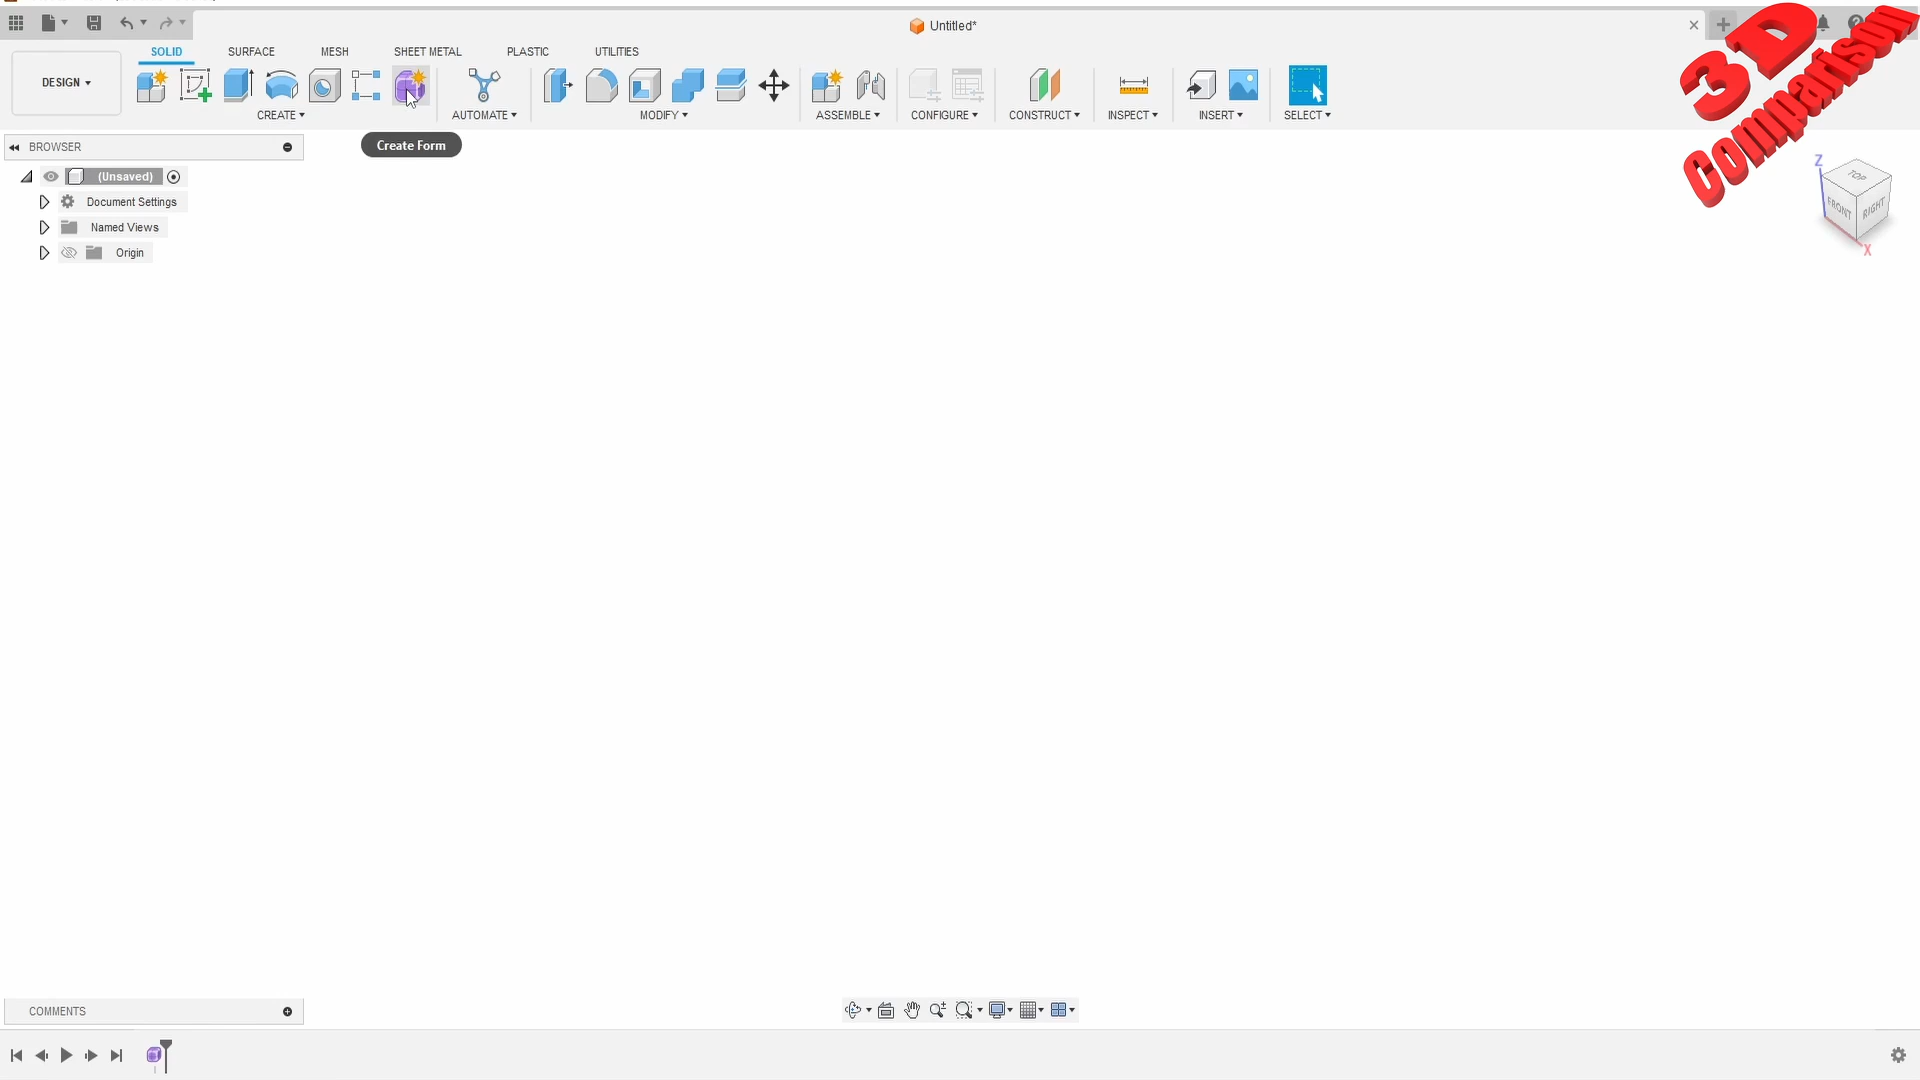 Untitled*
SOLID
SURFACE
MESH
SHEET METAL
PLASTIC
UTILITIES
DESIGN
CREATE
AUTOMATE
MODIFY
ASSEMBLE
CONFIGURE
CONSTRUCT
INSPECT
INSERT
SELECT
3D
Comparison
Create Form
BROWSER
(Unsaved)
Document Settings
Named Views
Origin
Z
TOP
FRONT
RIGHT
X
COMMENTS